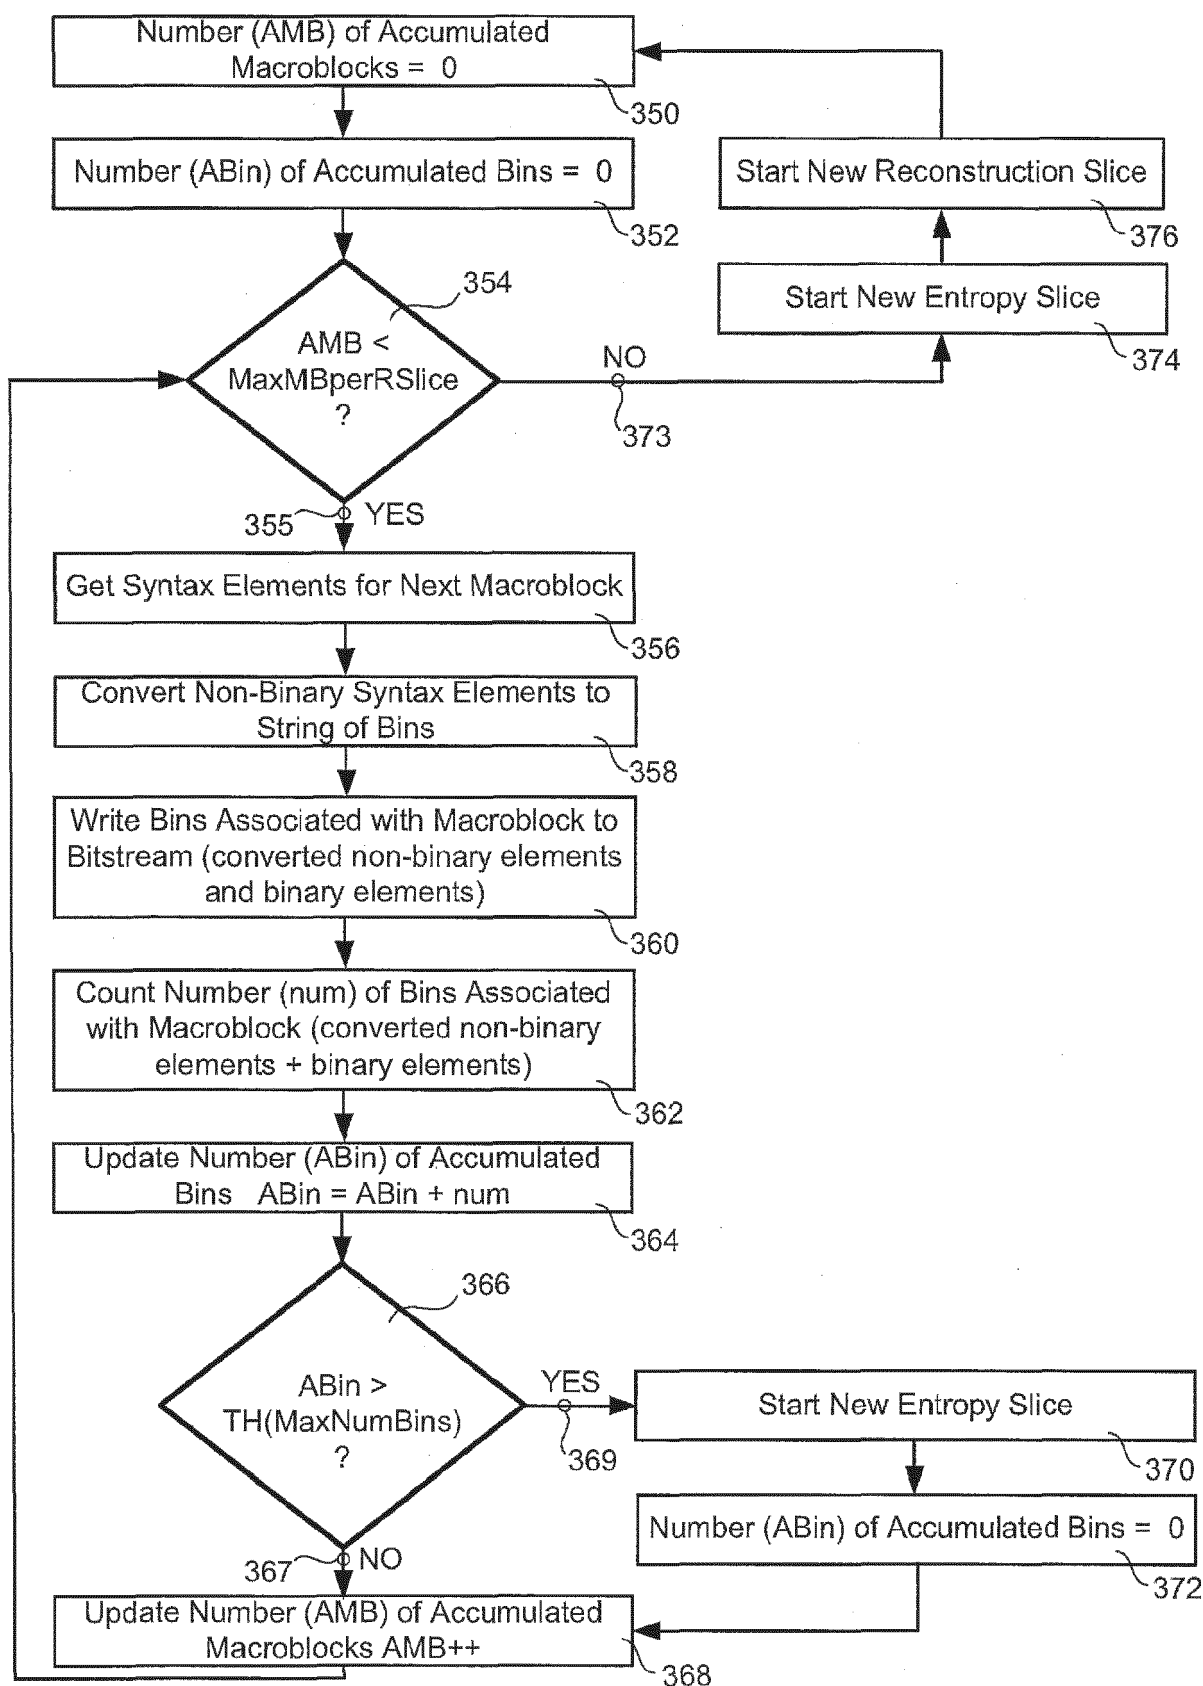 Number (AMB) of Accumulated
Macroblocks = 0
350
Number (ABin) of Accumulated Bins = 0
352
Start New Reconstruction Slice
376
Start New Entropy Slice
374
354
AMB <
MaxMBperRSlice
?
NO
373
355
YES
Get Syntax Elements for Next Macroblock
356
Convert Non-Binary Syntax Elements to
String of Bins
358
Write Bins Associated with Macroblock to
Bitstream (converted non-binary elements
and binary elements)
360
Count Number (num) of Bins Associated
with Macroblock (converted non-binary
elements + binary elements)
362
Update Number (ABin) of Accumulated
Bins ABin = ABin + num
364
366
ABin >
TH(MaxNumBins)
?
YES
369
Start New Entropy Slice
370
Number (ABin) of Accumulated Bins = 0
372
367
NO
Update Number (AMB) of Accumulated
Macroblocks AMB++
368